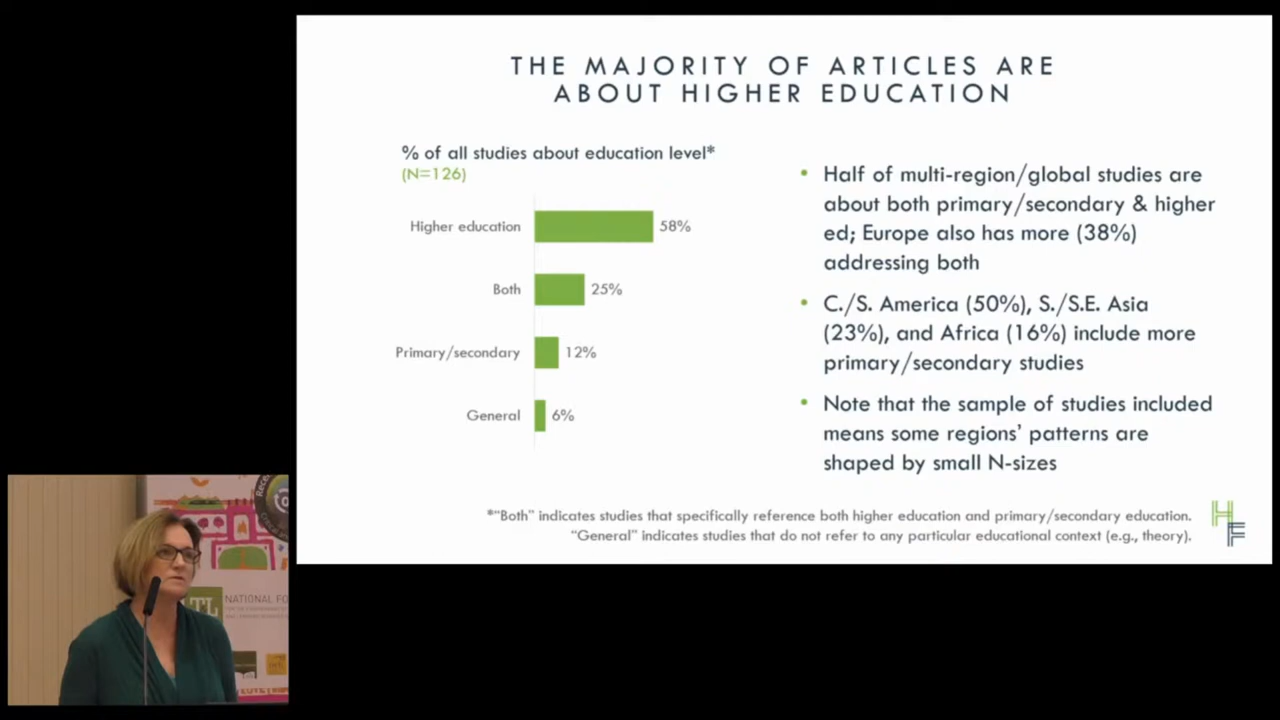 THE MAJORITY OF ARTICLES ARE
ABOUT HIGHER EDUCATION
% of all studies about education level*
(N=126)
Higher education 58%
Both 25%
Primary/secondary 12%
General 6%
• Half of multi-region/global studies are
about both primary/secondary & higher
ed; Europe also has more (38%)
addressing both
• C./S. America (50%), S./S.E. Asia
(23%), and Africa (16%) include more
primary/secondary studies
• Note that the sample of studies included
means some regions' patterns are
shaped by small N-sizes
*"Both" indicates studies that specifically reference both higher education and primary/secondary education.
"General" indicates studies that do not refer to any particular educational context (e.g., theory).
HF
TL
NATIONAL FO